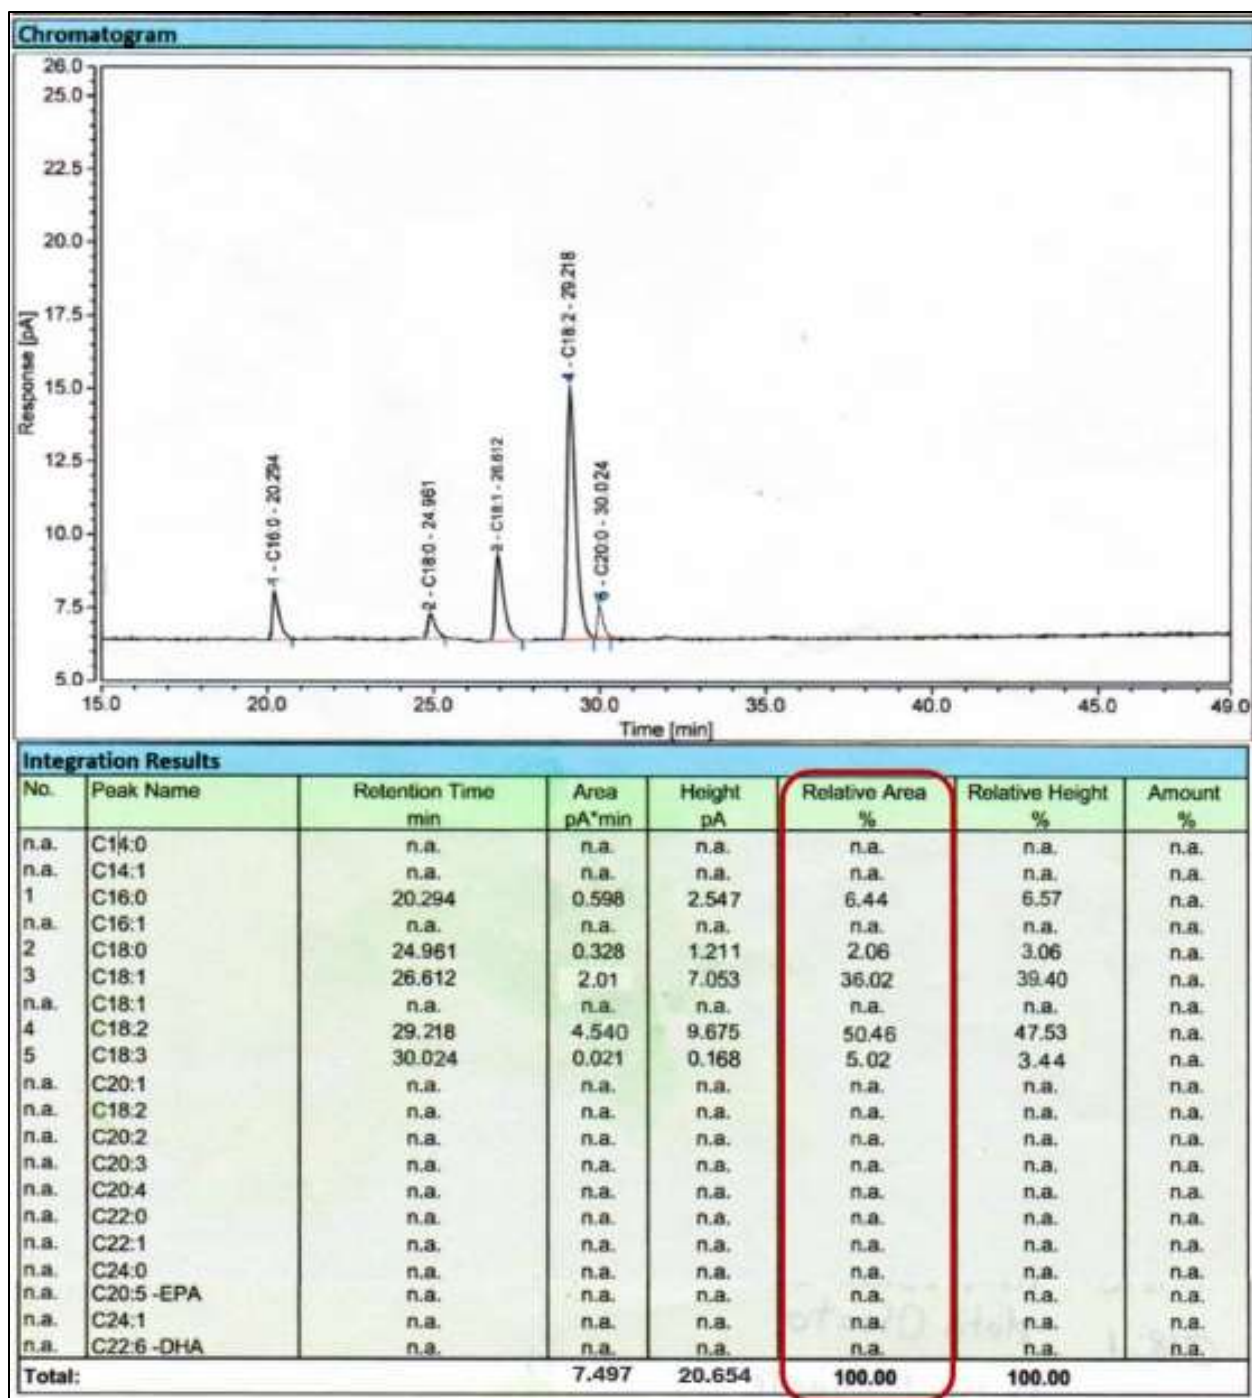 Chromatogram
26.0
25.0
22.5
20.0
17.5
15.0
12.5
10.0
7.5
5.0
Response [pA]
1 - C16:0 - 20.294
2 - C18:0 - 24.961
3 - C18:1 - 26.612
4 - C18:2 - 29.218
5 - C20:0 - 30.024
15.0 20.0 25.0 30.0 35.0 40.0 45.0 49.0
Time [min]
Integration Results
No. Peak Name Retention Time Area Height Relative Area Relative Height Amount
min pA*min pA % % %
n.a. C14:0 n.a. n.a. n.a. n.a. n.a. n.a.
n.a. C14:1 n.a. n.a. n.a. n.a. n.a. n.a.
1 C16:0 20.294 0.598 2.547 6.44 6.57 n.a.
n.a. C16:1 n.a. n.a. n.a. n.a. n.a. n.a.
2 C18:0 24.961 0.328 1.211 2.06 3.06 n.a.
3 C18:1 26.612 2.01 7.053 36.02 39.40 n.a.
n.a. C18:1 n.a. n.a. n.a. n.a. n.a. n.a.
4 C18:2 29.218 4.540 9.675 50.46 47.53 n.a.
5 C18:3 30.024 0.021 0.168 5.02 3.44 n.a.
n.a. C20:1 n.a. n.a. n.a. n.a. n.a. n.a.
n.a. C18:2 n.a. n.a. n.a. n.a. n.a. n.a.
n.a. C20:2 n.a. n.a. n.a. n.a. n.a. n.a.
n.a. C20:3 n.a. n.a. n.a. n.a. n.a. n.a.
n.a. C20:4 n.a. n.a. n.a. n.a. n.a. n.a.
n.a. C22:0 n.a. n.a. n.a. n.a. n.a. n.a.
n.a. C22:1 n.a. n.a. n.a. n.a. n.a. n.a.
n.a. C24:0 n.a. n.a. n.a. n.a. n.a. n.a.
n.a. C20:5 -EPA n.a. n.a. n.a. n.a. n.a. n.a.
n.a. C24:1 n.a. n.a. n.a. n.a. n.a. n.a.
n.a. C22:6 -DHA n.a. n.a. n.a. n.a. n.a. n.a.
Total: 7.497 20.654 100.00 100.00